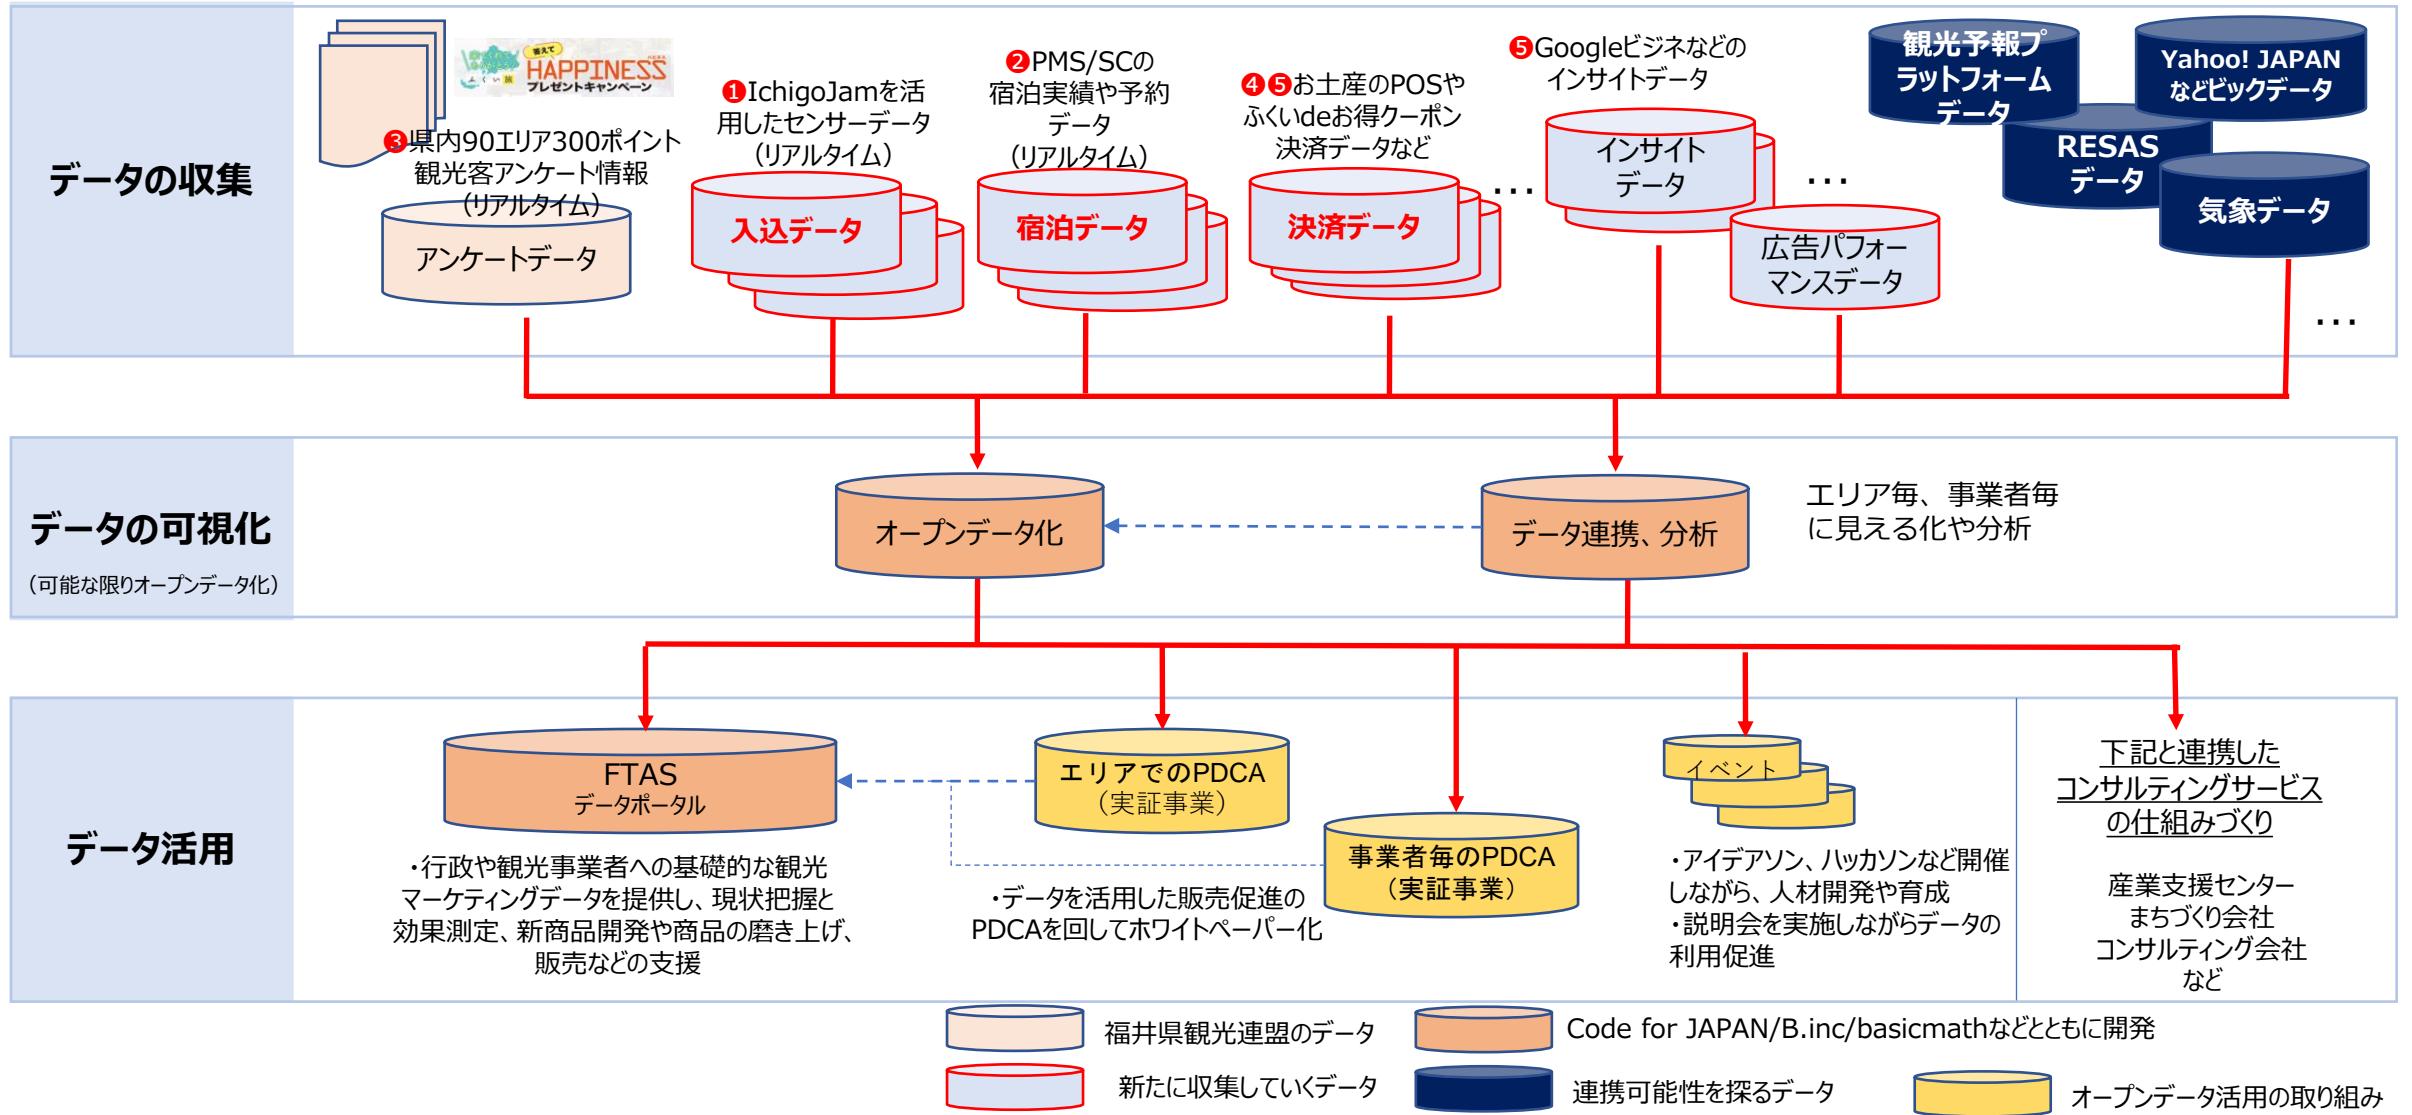 データの収集
答えて
HAPPINESS
プレゼントキャンペーン
❸県内90エリア300ポイント
観光客アンケート情報
(リアルタイム)
アンケートデータ
❶IchigoJamを活
用したセンサーデータ
(リアルタイム)
入込データ
❷PMS/SCの
宿泊実績や予約
データ
(リアルタイム)
宿泊データ
❹❺お土産のPOSや
ふくいdeお得クーポン
決済データなど
決済データ
…
❺Googleビジネなどの
インサイトデータ
インサイト
データ
…
広告パフォー
マンスデータ
観光予報プ
ラットフォーム
データ
Yahoo! JAPAN
などビックデータ
RESAS
データ
気象データ
…
データの可視化
(可能な限りオープンデータ化)
オープンデータ化
データ連携、分析
エリア毎、事業者毎
に見える化や分析
データ活用
FTAS
データポータル
・行政や観光事業者への基礎的な観光
マーケティングデータを提供し、現状把握と
効果測定、新商品開発や商品の磨き上げ、
販売などの支援
エリアでのPDCA
(実証事業)
・データを活用した販売促進の
PDCAを回してホワイトペーパー化
事業者毎のPDCA
(実証事業)
イベント
・アイデアソン、ハッカソンなど開催
しながら、人材開発や育成
・説明会を実施しながらデータの
利用促進
下記と連携した
コンサルティングサービス
の仕組みづくり
産業支援センター
まちづくり会社
コンサルティング会社
など
福井県観光連盟のデータ
Code for JAPAN/B.inc/basicmathなどとともに開発
新たに収集していくデータ
連携可能性を探るデータ
オープンデータ活用の取り組み